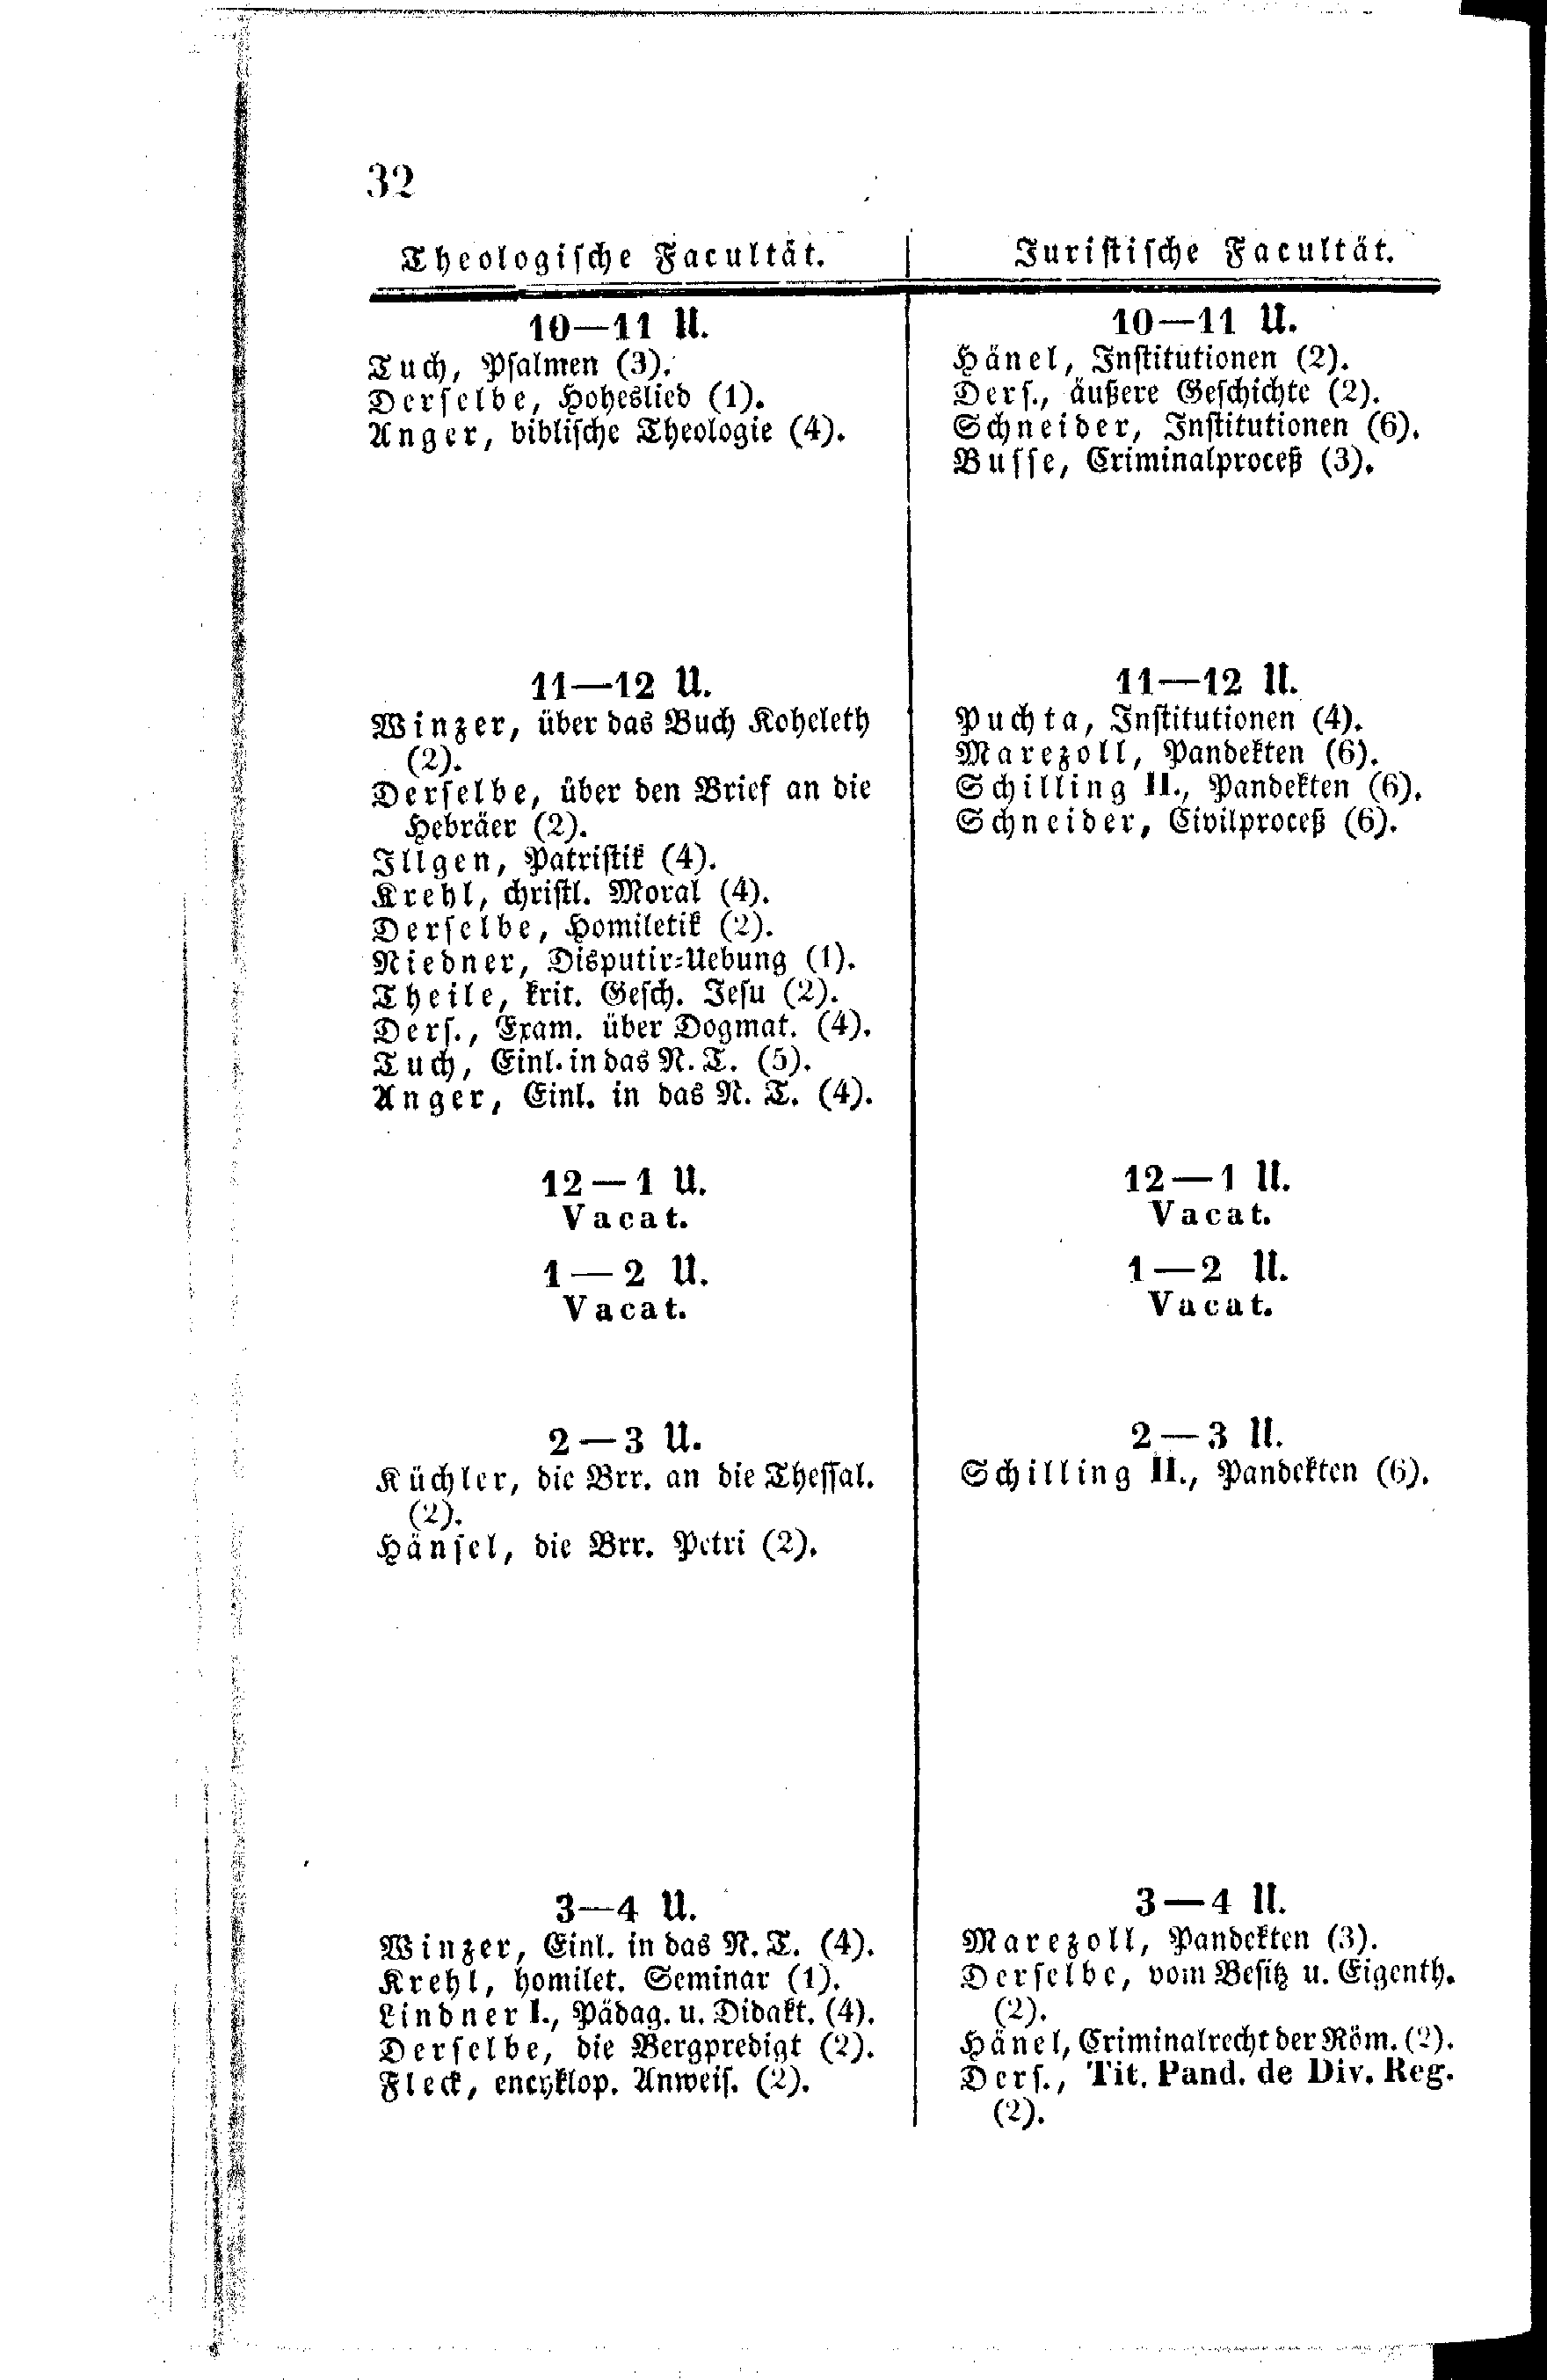 32
Theologische Facultät.
10—11 U.
Tuch, Psalmen (3).
Derselbe, Hoheslied (1).
Anger, biblische Theologie (4).
11—12 U.
Winzer, über das Buch Koheleth
(2).
Derselbe, über den Brief an die
Hebräer (2).
Illgen, Patristik (4).
Krehl, christl. Moral (4).
Derselbe, Homiletik (2).
Niedner, Disputir-Uebung (1).
Theile, krit. Gesch. Jesu (2).
Ders., Exam. über Dogmat. (4).
Tuch, Einl. in das N. T. (5).
Anger, Einl. in das N. T. (4).
12—1 U.
Vacat.
1—2 U.
Vacat.
2—3 U.
Küchler, die Brr. an die Thessal.
(2).
Hänsel, die Brr. Petri (2).
3—4 U.
Winzer, Einl. in das N. T. (4).
Krehl, homilet. Seminar (1).
Lindner I., Pädag. u. Didakt. (4).
Derselbe, die Bergpredigt (2).
Fleck, encyklop. Anweis. (2).
Juristische Facultät.
10—11 U.
Hänel, Institutionen (2).
Ders., äußere Geschichte (2).
Schneider, Institutionen (6).
Busse, Criminalproceß (3).
11—12 U.
Puchta, Institutionen (4).
Marezoll, Pandekten (6).
Schilling II., Pandekten (6).
Schneider, Civilproceß (6).
12—1 U.
Vacat.
1—2 U.
Vacat.
2—3 U.
Schilling II., Pandekten (6).
3—4 U.
Marezoll, Pandekten (3).
Derselbe, vom Besitz u. Eigenth.
(2).
Hänel, Criminalrecht der Röm. (2).
Ders., Tit. Pand. de Div. Reg.
(2).